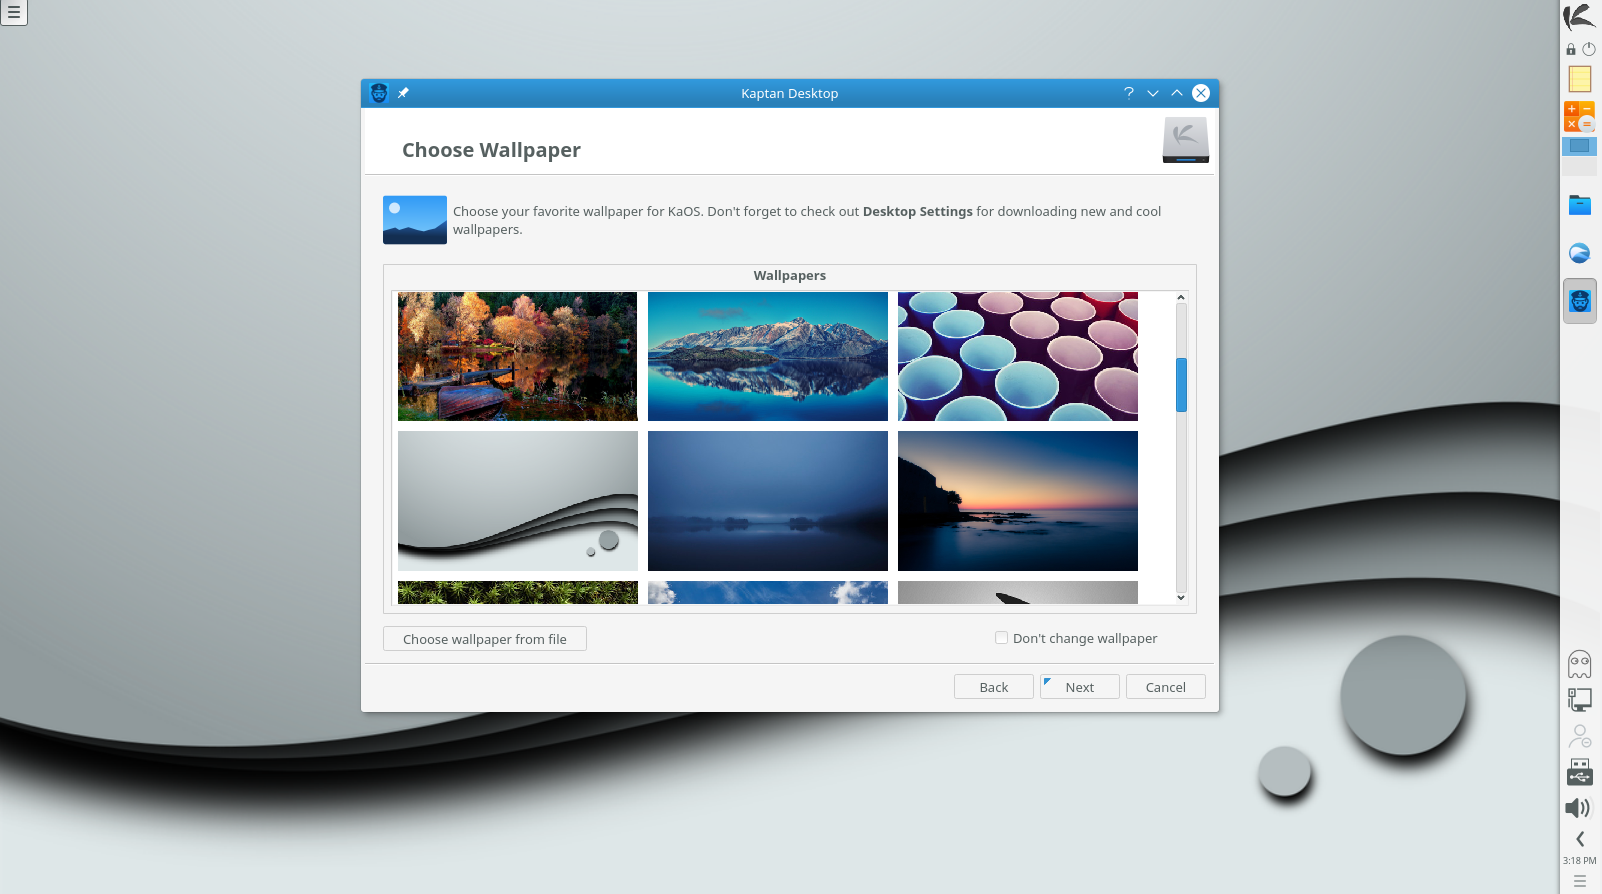 Kaptan Desktop
Choose Wallpaper
Choose your favorite wallpaper for KaOS. Don't forget to check out Desktop Settings for downloading new and cool
wallpapers.
Wallpapers
Choose wallpaper from file
Don't change wallpaper
Back
Next
Cancel
3:18 PM